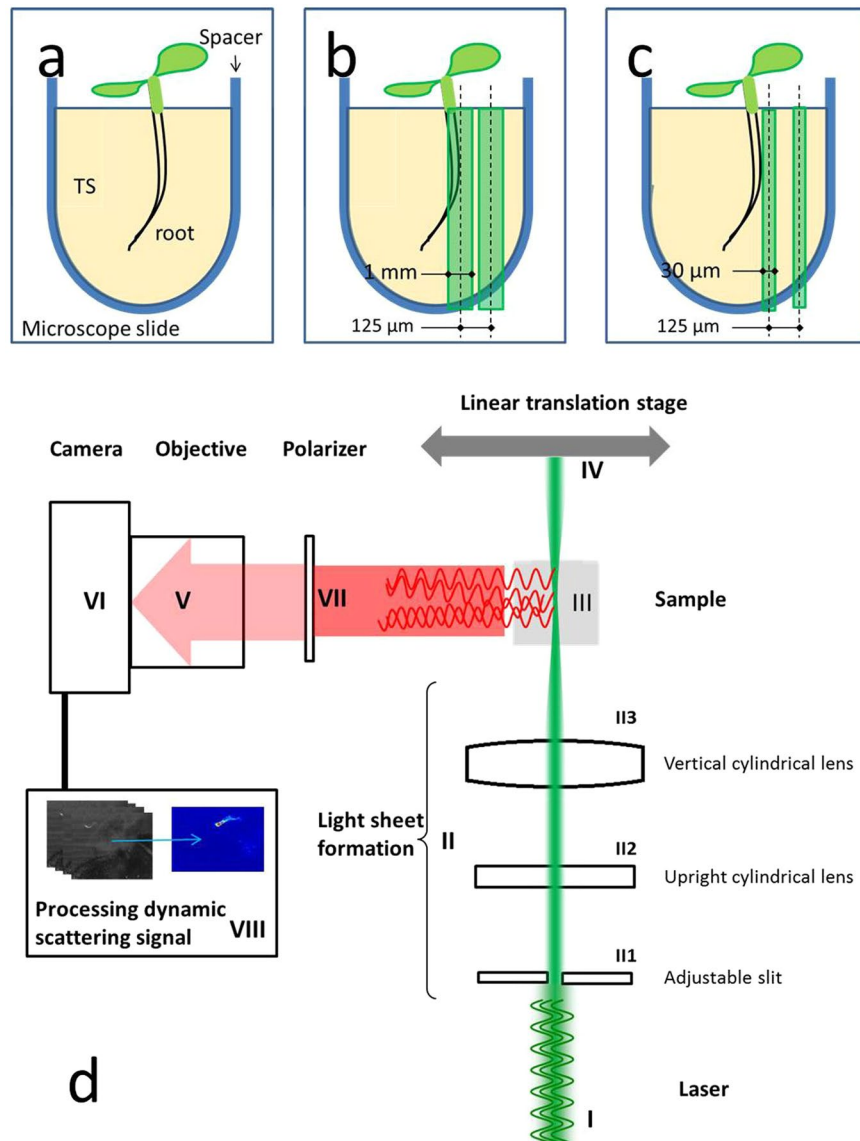 a
Spacer
TS
root
Microscope slide
b
1 mm
125 µm
c
30 µm
125 µm
Linear translation stage
Camera Objective Polarizer
IV
VI V VII III Sample
II3
Vertical cylindrical lens
Light sheet
formation
II
II2
Upright cylindrical lens
II1
Adjustable slit
Processing dynamic
scattering signal
VIII
d
Laser
I